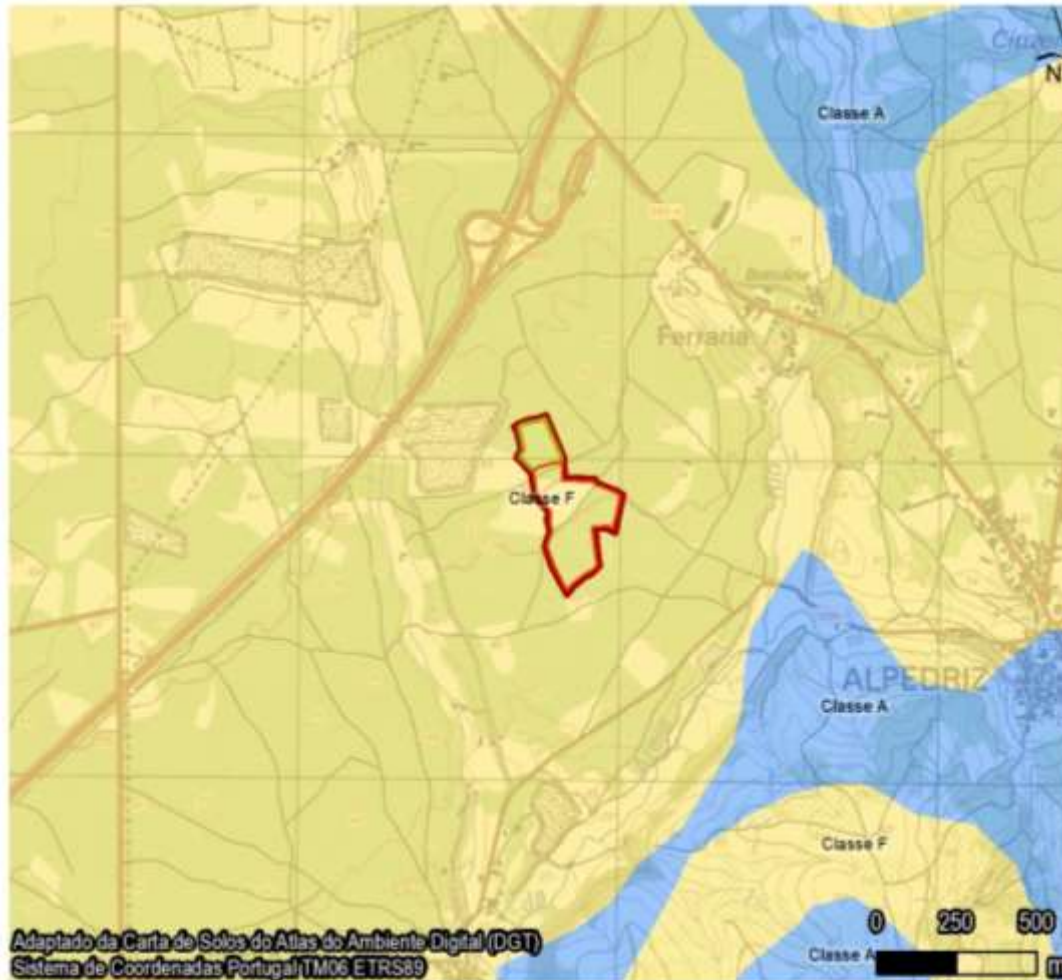 N
Classe A
Ferraria
Classe F
ALPEDRIZ
Classe A
Classe F
0 250 500
Classe A
Adaptado da Carta de Solos do Atlas do Ambiente Digital (DGT)
Sistema de Coordenadas Portugal TM06 ETRS89